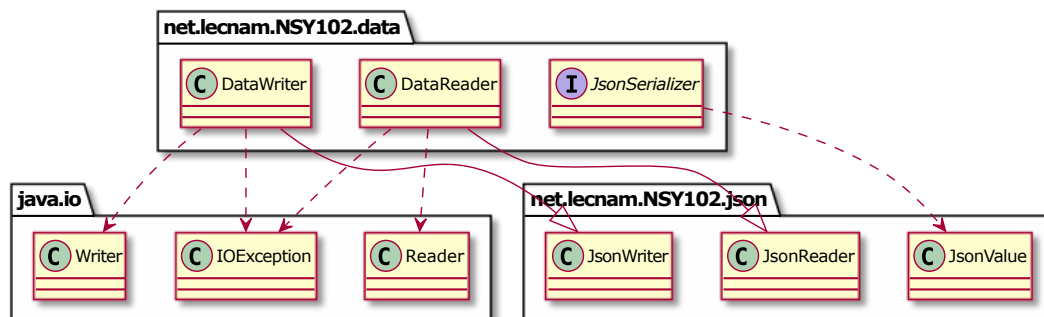 net.lecnam.NSY102.data
C DataWriter
C DataReader
I JsonSerializer
java.io
net.lecnam.NSY102.json
C Writer
C IOException
C Reader
C JsonWriter
C JsonReader
C JsonValue